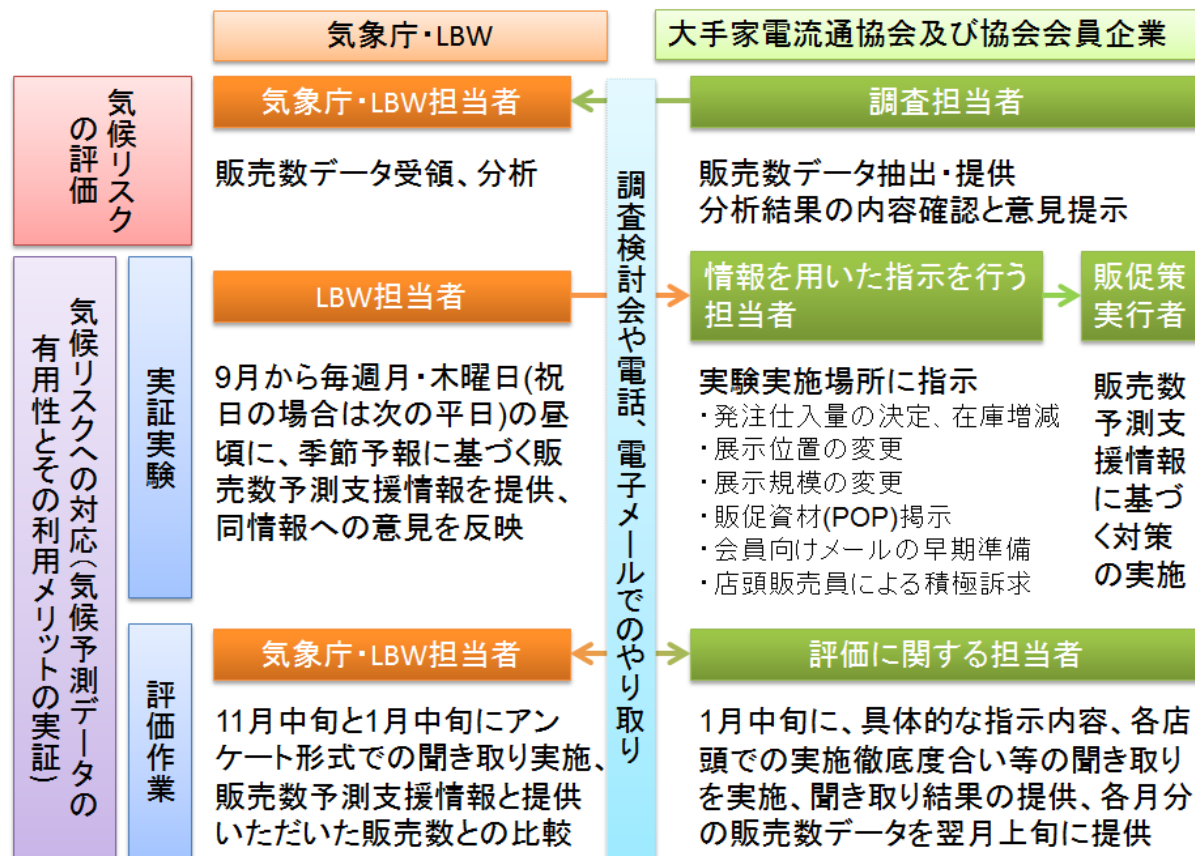 気象庁・LBW
大手家電流通協会及び協会会員企業
気候リスク
の評価
気象庁・LBW担当者
調査担当者
販売数データ受領、分析
販売数データ抽出・提供
分析結果の内容確認と意見提示
調査検討会や電話、電子メールでのやり取り
気候リスクへの対応(気候予測データの
有用性とその利用メリットの実証)
実証実験
LBW担当者
情報を用いた指示を行う
担当者
販促策
実行者
9月から毎週月・木曜日(祝
日の場合は次の平日)の昼
頃に、季節予報に基づく販
売数予測支援情報を提供、
同情報への意見を反映
実験実施場所に指示
・発注仕入量の決定、在庫増減
・展示位置の変更
・展示規模の変更
・販促資材(POP)掲示
・会員向けメールの早期準備
・店頭販売員による積極訴求
販売数
予測支
援情報
に基づ
く対策
の実施
評価作業
気象庁・LBW担当者
評価に関する担当者
11月中旬と1月中旬にアン
ケート形式での聞き取り実施、
販売数予測支援情報と提供
いただいた販売数との比較
1月中旬に、具体的な指示内容、各店
頭での実施徹底度合い等の聞き取り
を実施、聞き取り結果の提供、各月分
の販売数データを翌月上旬に提供